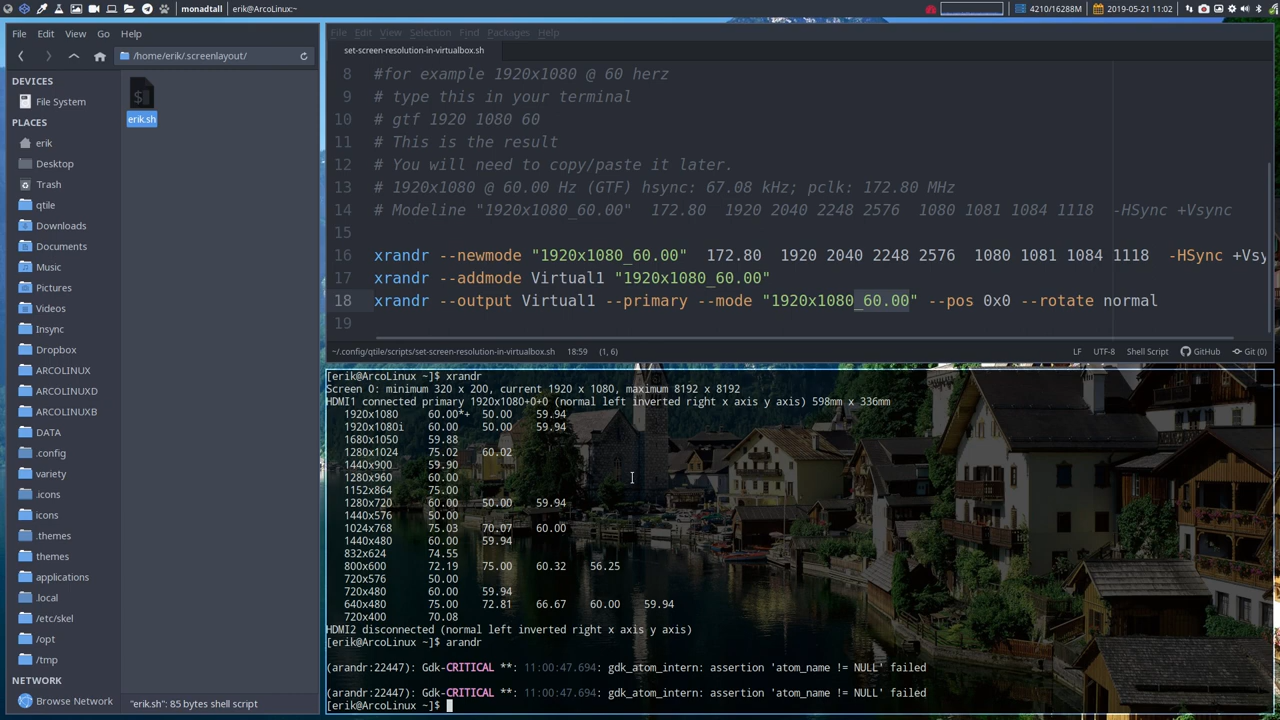 monadtall
erik@ArcoLinux:~
4210/16288M
2019-05-21 11:02
File Edit View Go Help
/home/erik/.screenlayout/
DEVICES
File System
PLACES
erik
Desktop
Trash
qtile
Downloads
Documents
Music
Pictures
Videos
Insync
Dropbox
ARCOLINUX
ARCOLINUXD
ARCOLINUXB
DATA
.config
variety
.icons
icons
.themes
themes
applications
.local
/etc/skel
/opt
/tmp
NETWORK
Browse Network
erik.sh
"erik.sh": 85 bytes shell script
File Edit View Selection Find Packages Help
set-screen-resolution-in-virtualbox.sh
8 #for example 1920x1080 @ 60 herz
9 # type this in your terminal
10 # gtf 1920 1080 60
11 # This is the result
12 # You will need to copy/paste it later.
13 # 1920x1080 @ 60.00 Hz (GTF) hsync: 67.08 kHz; pclk: 172.80 MHz
14 # Modeline "1920x1080_60.00"  172.80  1920 2040 2248 2576  1080 1081 1084 1118  -HSync +Vsync
15
16 xrandr --newmode "1920x1080_60.00"  172.80  1920 2040 2248 2576  1080 1081 1084 1118  -HSync +Vsy
17 xrandr --addmode Virtual1 "1920x1080_60.00"
18 xrandr --output Virtual1 --primary --mode "1920x1080_60.00" --pos 0x0 --rotate normal
19
~/.config/qtile/scripts/set-screen-resolution-in-virtualbox.sh 18:59 (1, 6) LF UTF-8 Shell Script GitHub Git (0)
[erik@ArcoLinux ~]$ xrandr
Screen 0: minimum 320 x 200, current 1920 x 1080, maximum 8192 x 8192
HDMI1 connected primary 1920x1080+0+0 (normal left inverted right x axis y axis) 598mm x 336mm
1920x1080 60.00*+ 50.00 59.94
1920x1080i 60.00 50.00 59.94
1680x1050 59.88
1280x1024 75.02 60.02
1440x900 59.90
1280x960 60.00
1152x864 75.00
1280x720 60.00 50.00 59.94
1440x576 50.00
1024x768 75.03 70.07 60.00
1440x480 60.00 59.94
832x624 74.55
800x600 72.19 75.00 60.32 56.25
720x576 50.00
720x480 60.00 59.94
640x480 75.00 72.81 66.67 60.00 59.94
720x400 70.08
HDMI2 disconnected (normal left inverted right x axis y axis)
[erik@ArcoLinux ~]$ arandr
(arandr:22447): Gdk-CRITICAL **: 11:00:47.694: gdk_atom_intern: assertion 'atom_name != NULL' failed
(arandr:22447): Gdk-CRITICAL **: 11:00:47.694: gdk_atom_intern: assertion 'atom_name != NULL' failed
[erik@ArcoLinux ~]$